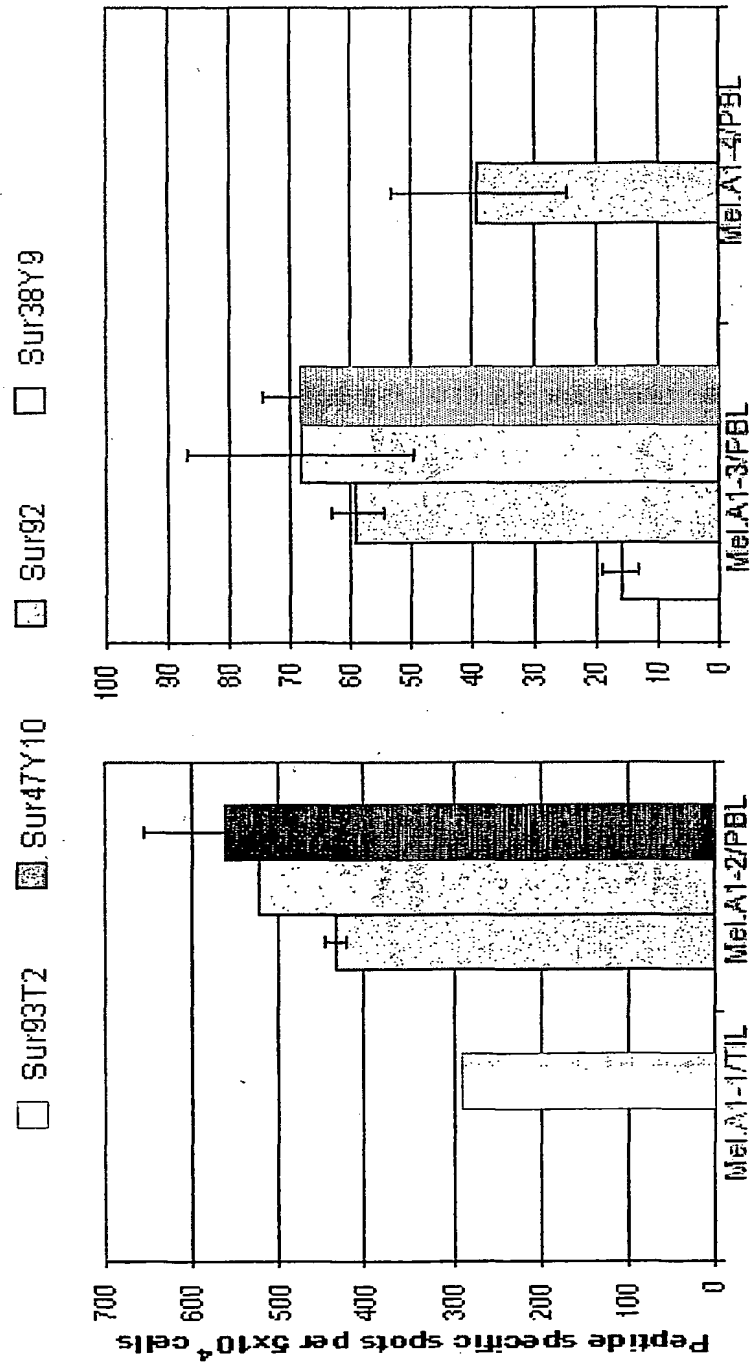 Sur93T2
Sur47Y10
Sur92
Sur38Y9
Peptide specific spots per 5x10⁴ cells
700
600
500
400
300
200
100
0
Mel.A1-1/TIL
Mel.A1-2/PBL
100
90
80
70
60
50
40
30
20
10
0
Mel.A1-3/PBL
Mel.A1-4/PBL